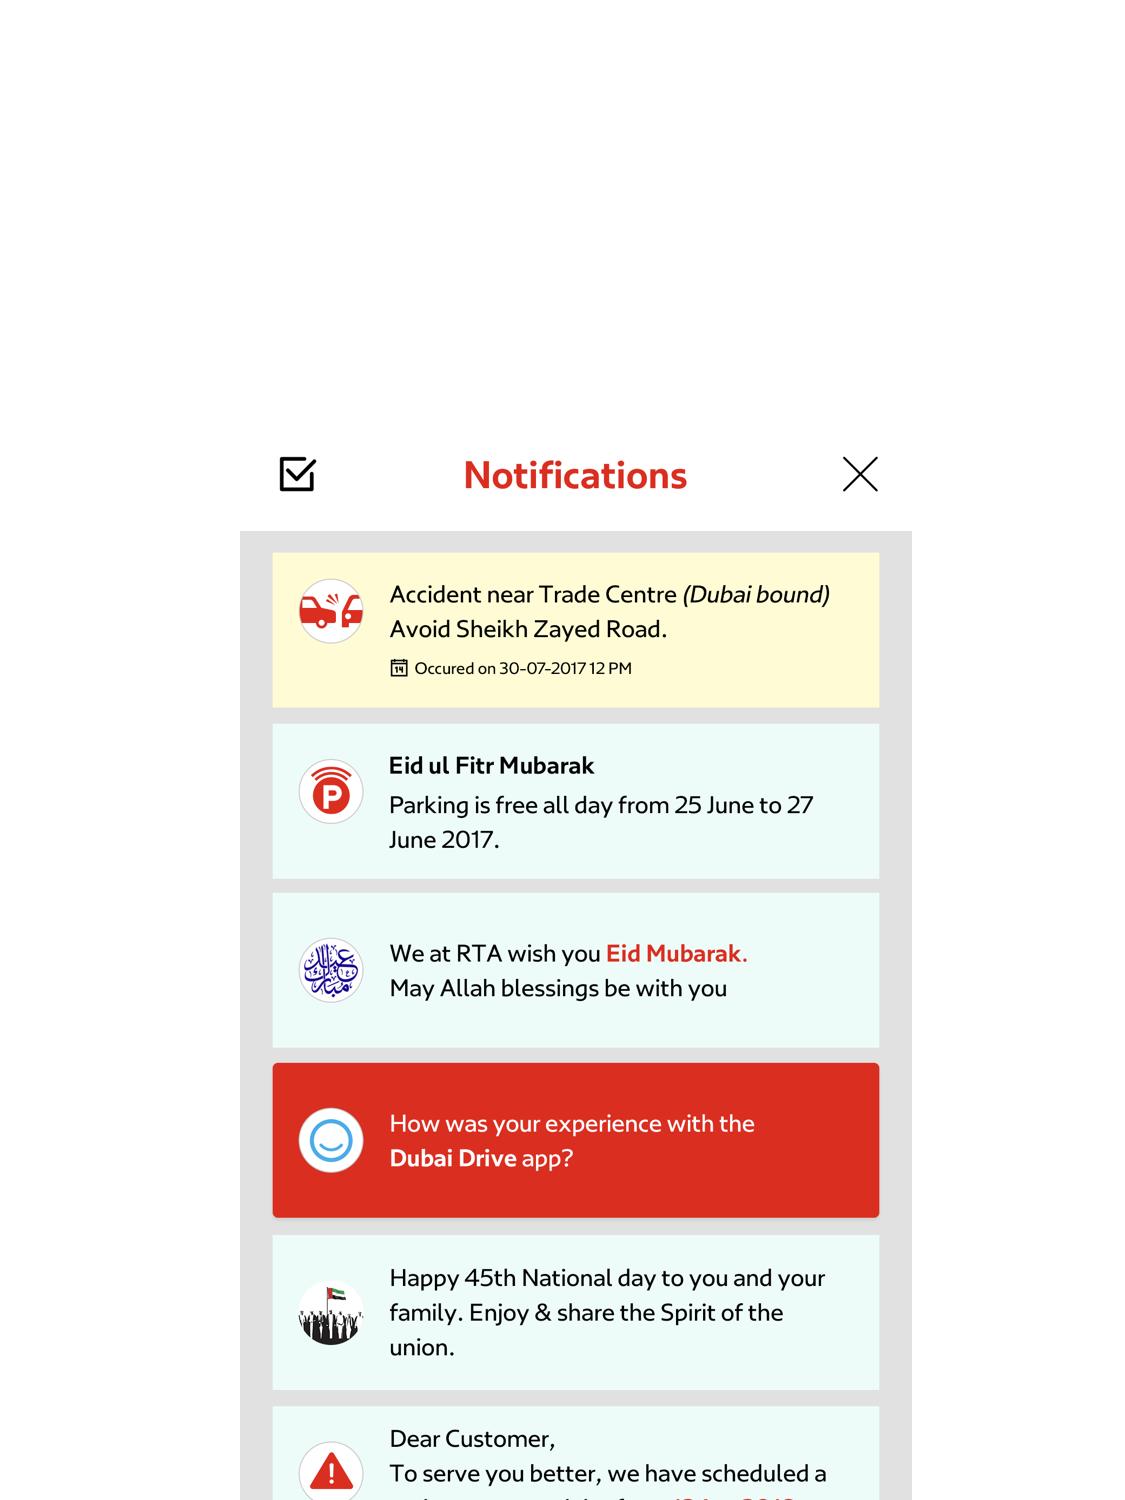 Notifications
Accident near Trade Centre (Dubai bound)
Avoid Sheikh Zayed Road.
14 Occured on 30-07-2017 12 PM
Eid ul Fitr Mubarak
P
Parking is free all day from 25 June to 27
June 2017.
عيد
مبارك
We at RTA wish you Eid Mubarak.
May Allah blessings be with you
How was your experience with the
Dubai Drive app?
Happy 45th National day to you and your
family. Enjoy & share the Spirit of the
union.
Dear Customer,
To serve you better, we have scheduled a